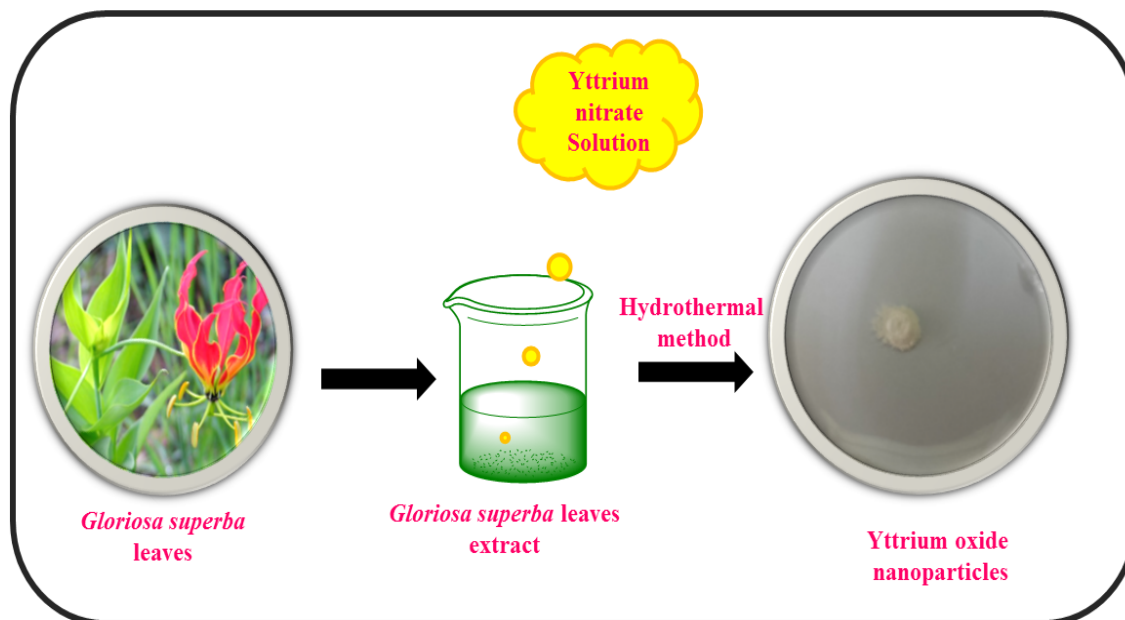 Yttrium
nitrate
Solution
Hydrothermal
method
Gloriosa superba
leaves
Gloriosa superba leaves
extract
Yttrium oxide
nanoparticles